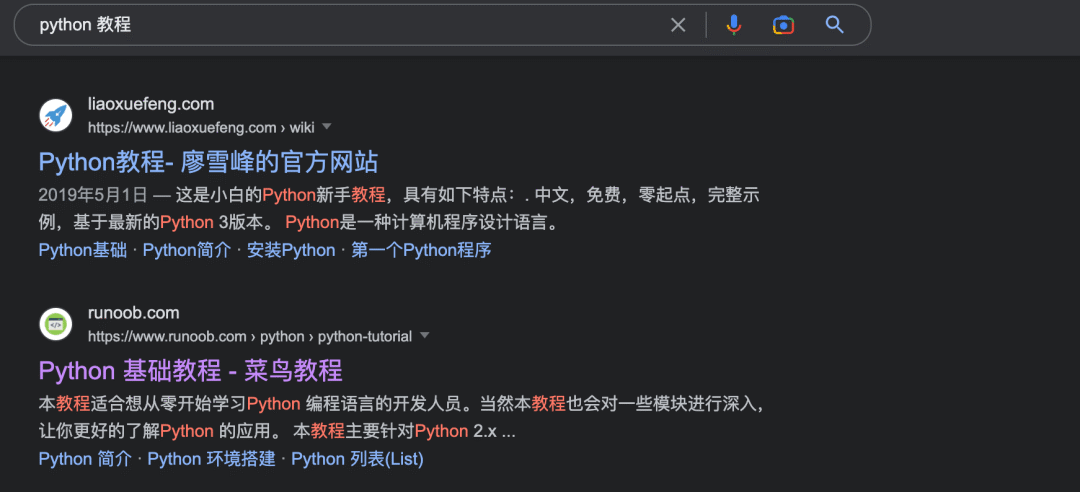 python 教程
liaoxuefeng.com
https://www.liaoxuefeng.com › wiki
Python教程- 廖雪峰的官方网站
2019年5月1日 — 这是小白的Python新手教程，具有如下特点：. 中文，免费，零起点，完整示
例，基于最新的Python 3版本。 Python是一种计算机程序设计语言。
Python基础 · Python简介 · 安装Python · 第一个Python程序
runoob.com
https://www.runoob.com › python › python-tutorial
Python 基础教程 - 菜鸟教程
本教程适合想从零开始学习Python 编程语言的开发人员。当然本教程也会对一些模块进行深入，
让你更好的了解Python 的应用。 本教程主要针对Python 2.x ...
Python 简介 · Python 环境搭建 · Python 列表(List)